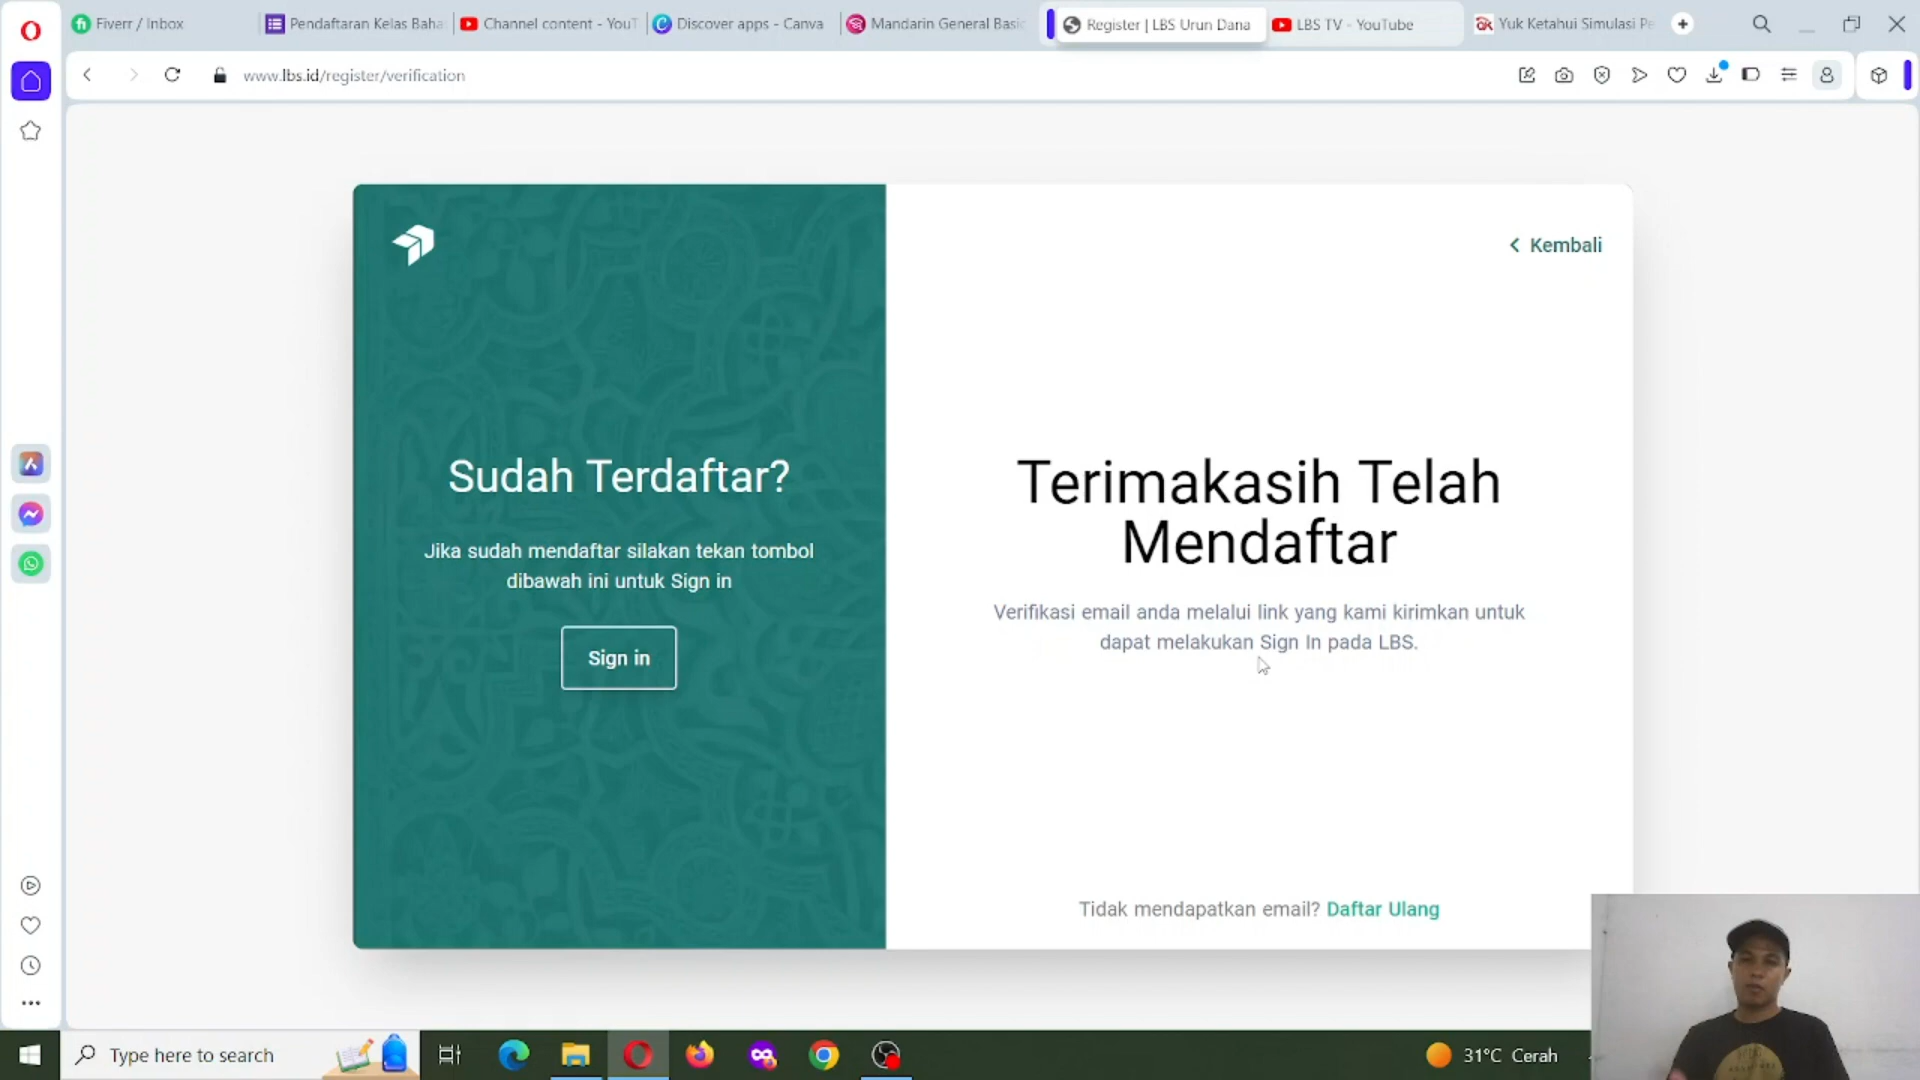 Fiverr / Inbox
Pendaftaran Kelas Baha
Channel content - YouT
Discover apps - Canva
Mandarin General Basic
Register | LBS Urun Dana
LBS TV - YouTube
Yuk Ketahui Simulasi Pe
www.lbs.id/register/verification
Kembali
Sudah Terdaftar?
Jika sudah mendaftar silakan tekan tombol
dibawah ini untuk Sign in
Sign in
Terimakasih Telah
Mendaftar
Verifikasi email anda melalui link yang kami kirimkan untuk
dapat melakukan Sign In pada LBS.
Tidak mendapatkan email? Daftar Ulang
Type here to search
31°C Cerah